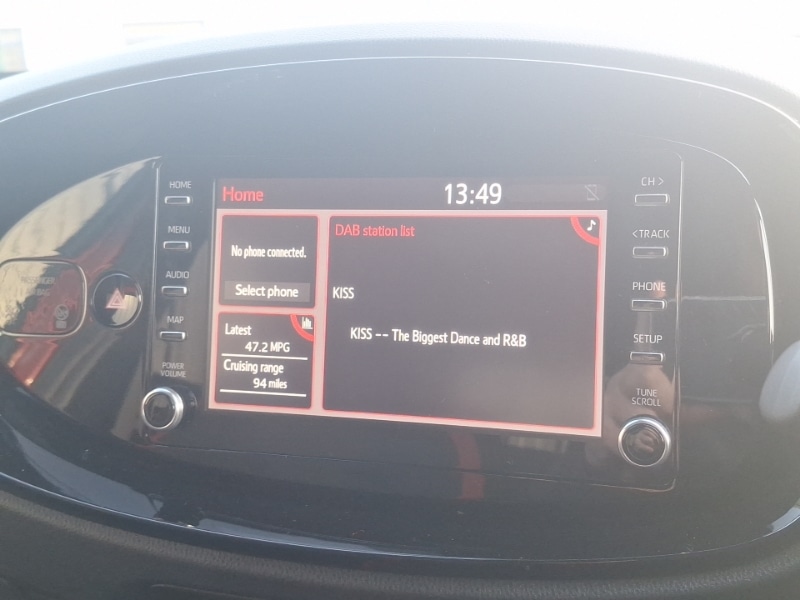 HOME
MENU
AUDIO
MAP
POWER
VOLUME
Home
13:49
No phone connected.
Select phone
Latest
47.2 MPG
Cruising range
94 miles
DAB station list
KISS
KISS -- The Biggest Dance and R&B
CH >
< TRACK
PHONE
SETUP
TUNE
SCROLL